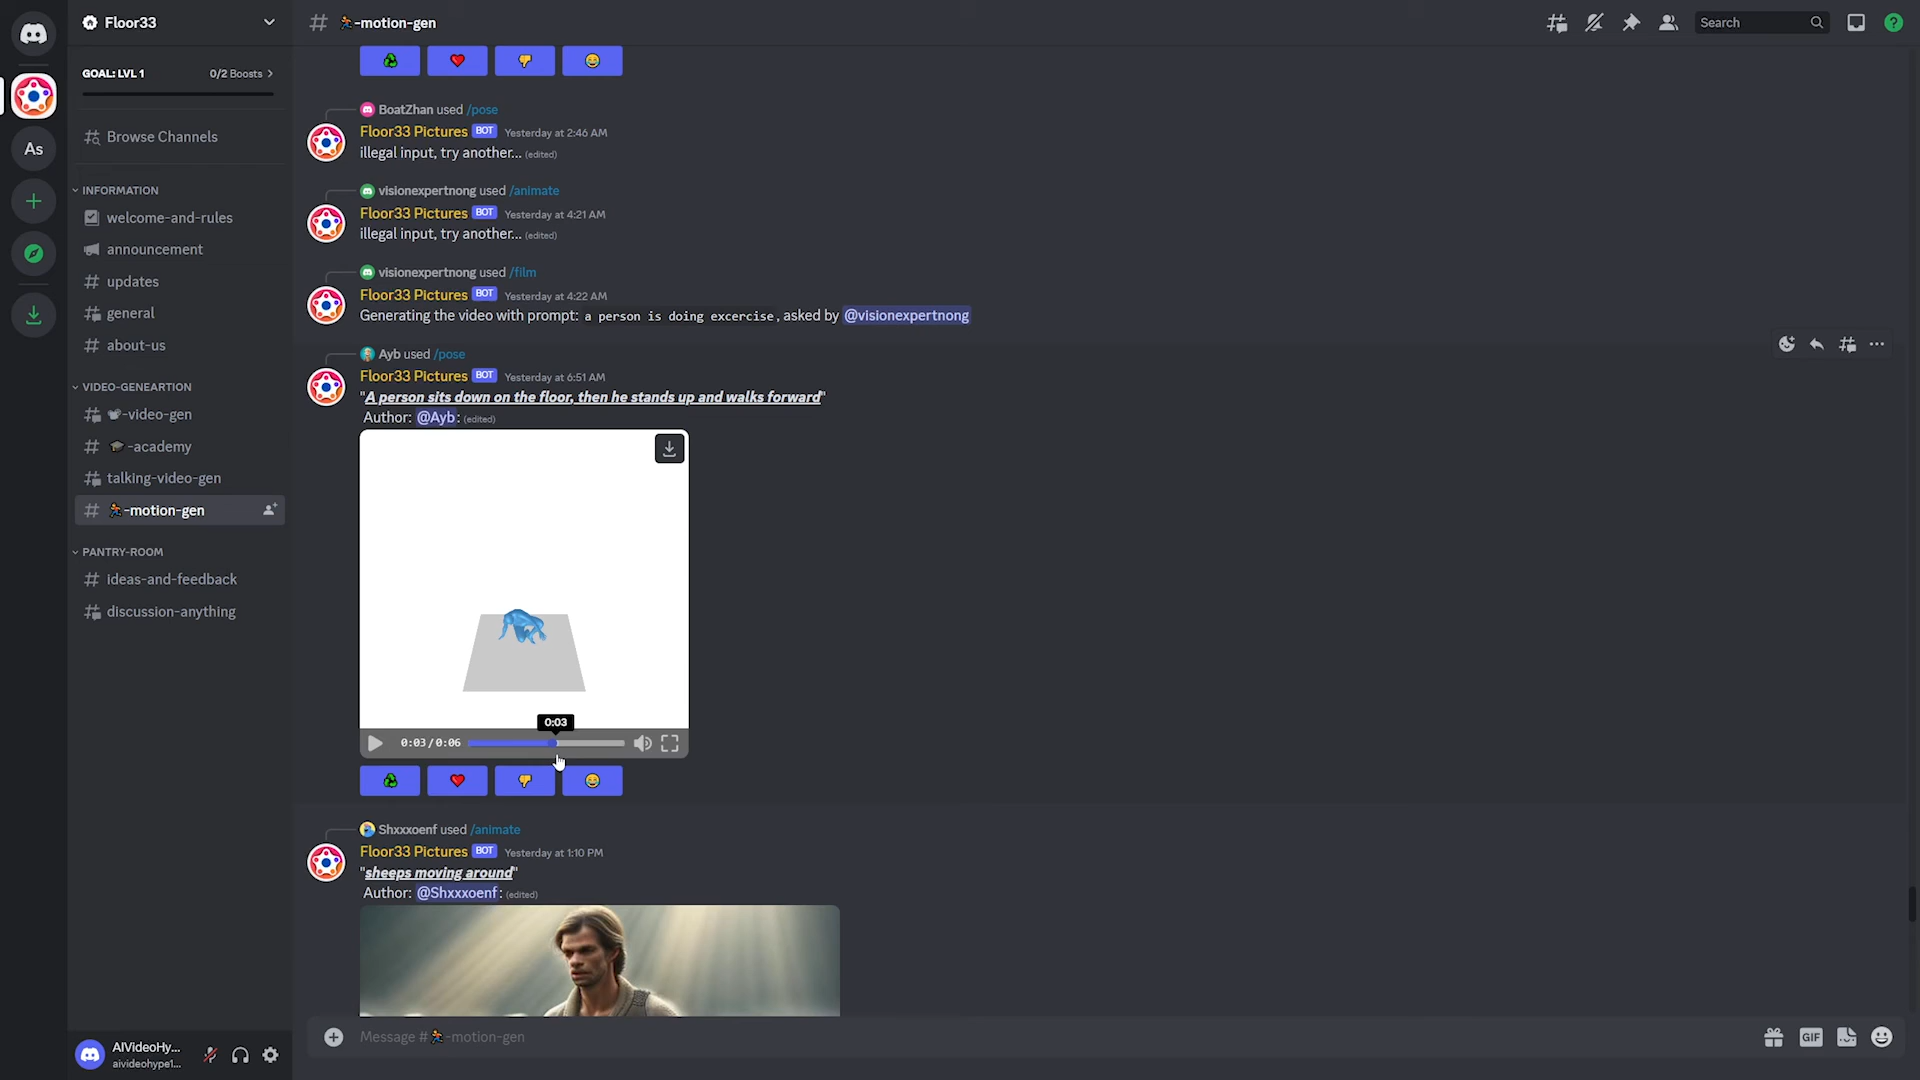 Floor33
-motion-gen
Search
GOAL: LVL 1
0/2 Boosts
Browse Channels
INFORMATION
welcome-and-rules
announcement
updates
general
about-us
VIDEO-GENEARTION
-video-gen
-academy
talking-video-gen
-motion-gen
PANTRY-ROOM
ideas-and-feedback
discussion-anything
As
AIVideoHy...
aivideohype1...
BoatZhan used /pose
Floor33 Pictures BOT Yesterday at 2:46 AM
illegal input, try another... (edited)
visionexpertnong used /animate
Floor33 Pictures BOT Yesterday at 4:21 AM
illegal input, try another... (edited)
visionexpertnong used /film
Floor33 Pictures BOT Yesterday at 4:22 AM
Generating the video with prompt: a person is doing excercise, asked by @visionexpertnong
Ayb used /pose
Floor33 Pictures BOT Yesterday at 6:51 AM
"A person sits down on the floor, then he stands up and walks forward"
Author: @Ayb: (edited)
0:03
0:03/0:06
Shxxxoenf used /animate
Floor33 Pictures BOT Yesterday at 1:10 PM
"sheeps moving around"
Author: @Shxxxoenf: (edited)
Message # -motion-gen
GIF